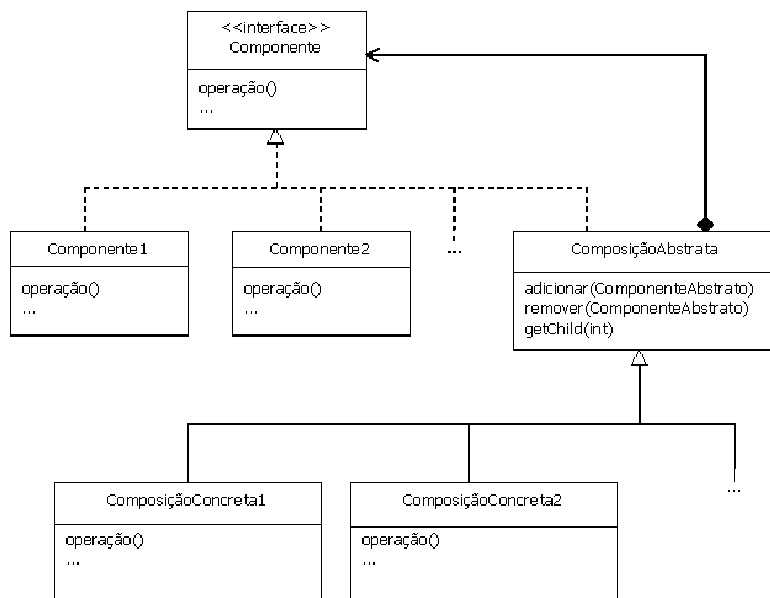 <<interface>>
Componente
operação()
...
Componente1
operação()
...
Componente2
operação()
...
...
ComposiçãoAbstrata
adicionar(ComponenteAbstrato)
remover(ComponenteAbstrato)
getChild(int)
ComposiçãoConcreta1
operação()
...
ComposiçãoConcreta2
operação()
...
...